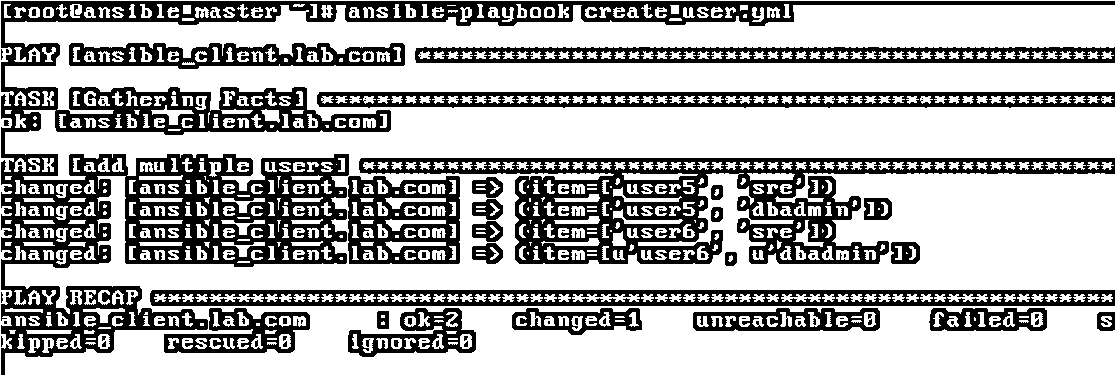 [root@ansible_master ~]# ansible-playbook create_user.yml
PLAY [ansible_client.lab.com] **************************************************
TASK [Gathering Facts] *********************************************************
ok: [ansible_client.lab.com]
TASK [add multiple users] ******************************************************
changed: [ansible_client.lab.com] => (item=['user5', 'sre'])
changed: [ansible_client.lab.com] => (item=['user5', 'dbadmin'])
changed: [ansible_client.lab.com] => (item=['user6', 'sre'])
changed: [ansible_client.lab.com] => (item=[u'user6', u'dbadmin'])
PLAY RECAP *********************************************************************
ansible_client.lab.com     : ok=2    changed=1    unreachable=0    failed=0    s
kipped=0    rescued=0    ignored=0